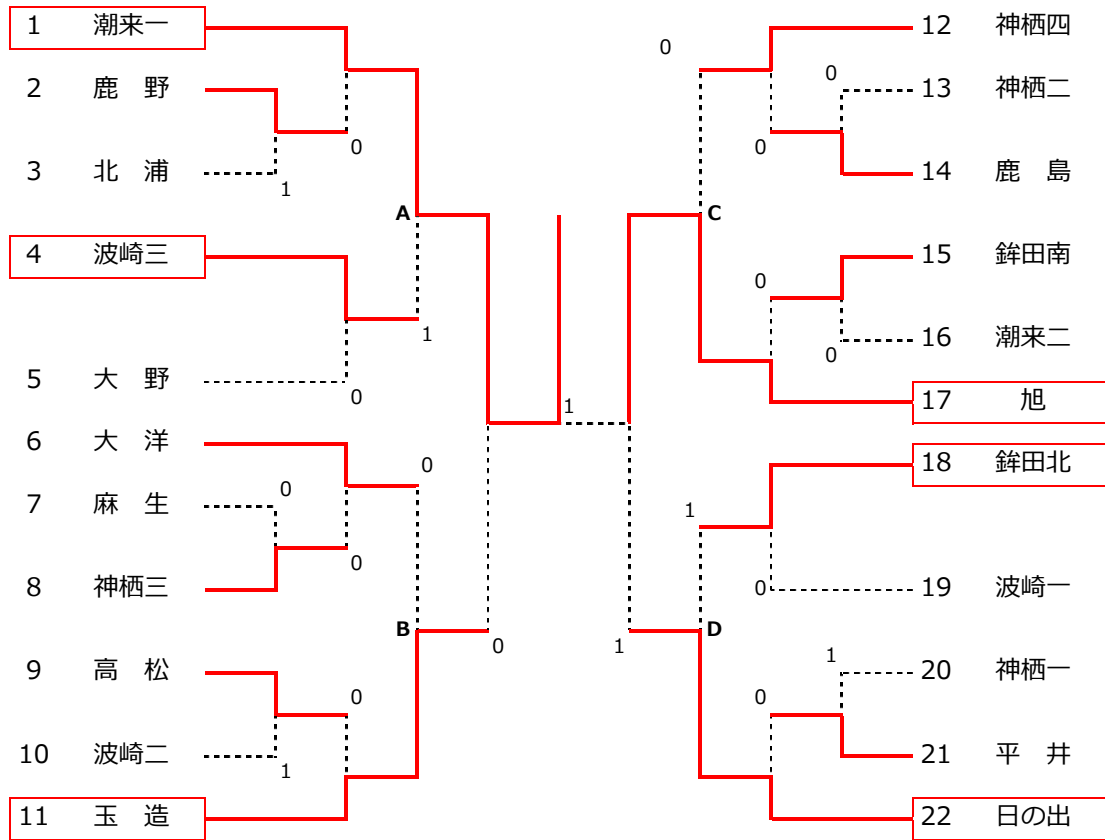 1 潮来一
2 鹿 野
0
3 北 浦
1
A
4 波崎三
1
5 大 野
0
6 大 洋
0
7 麻 生
0
0
8 神栖三
B
0
9 高 松
0
10 波崎二
1
11 玉 造
1
12 神栖四
0
13 神栖二
0
0
14 鹿 島
C
15 鉾田南
0
16 潮来二
0
17 旭
18 鉾田北
1
19 波崎一
0
D
1
20 神栖一
1
0
21 平 井
22 日の出